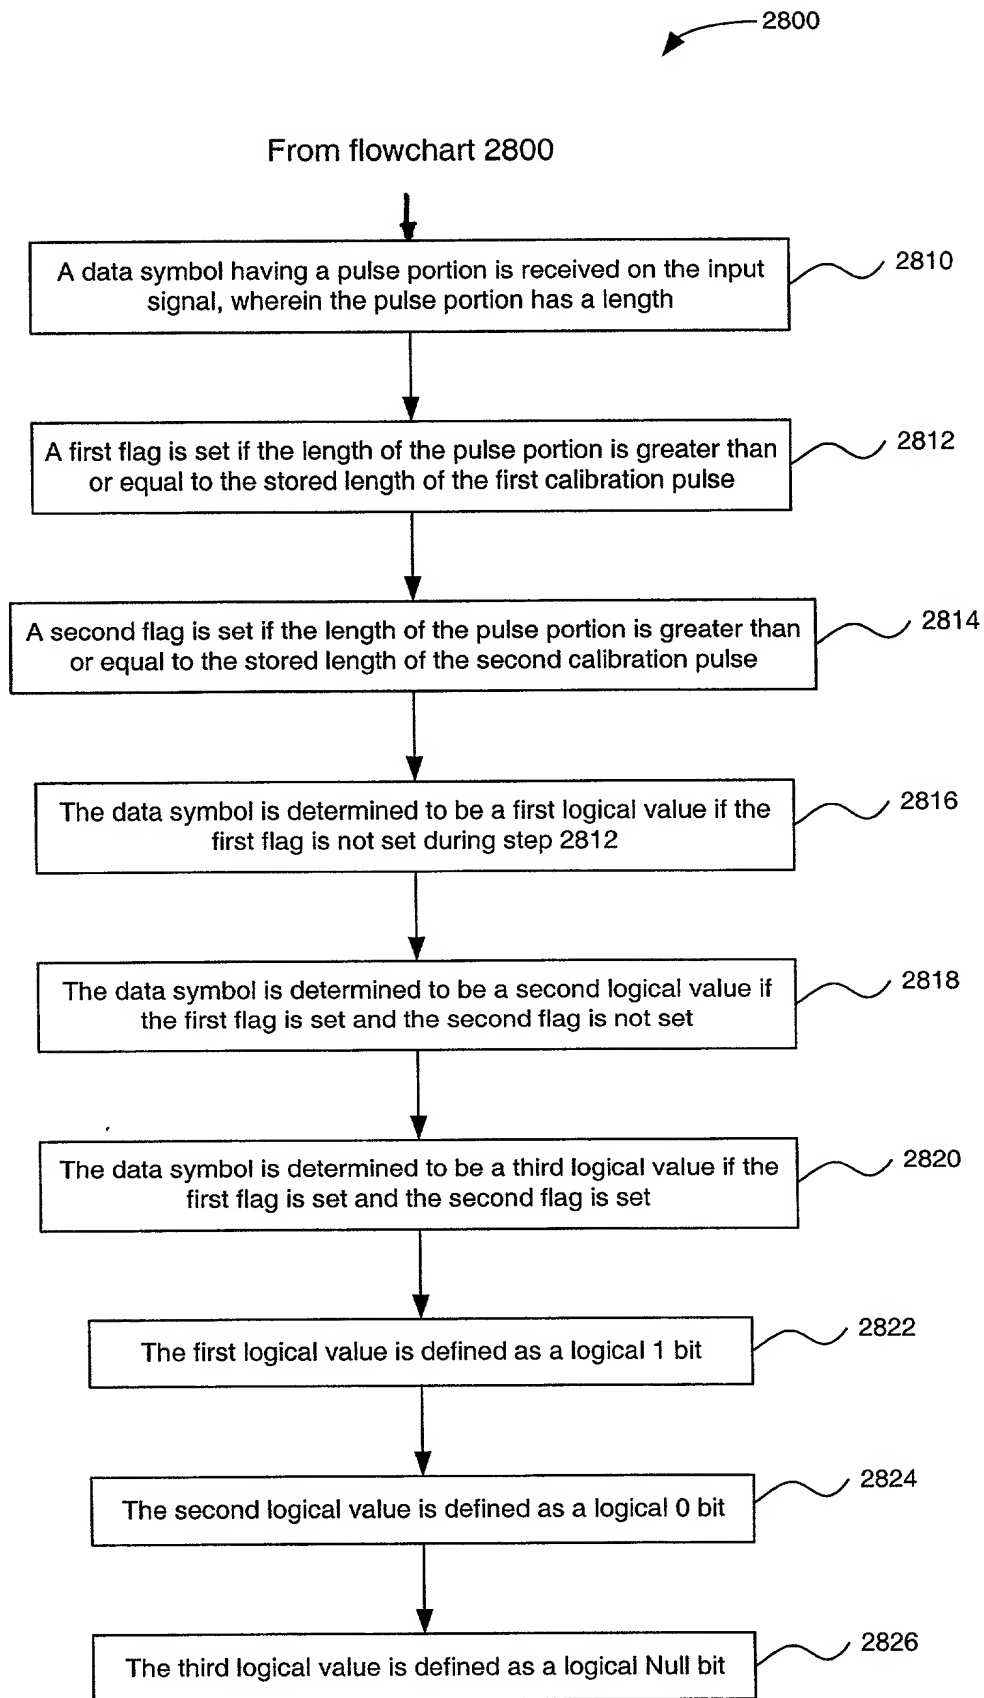 2800
From flowchart 2800
A data symbol having a pulse portion is received on the input
signal, wherein the pulse portion has a length
2810
A first flag is set if the length of the pulse portion is greater than
or equal to the stored length of the first calibration pulse
2812
A second flag is set if the length of the pulse portion is greater than
or equal to the stored length of the second calibration pulse
2814
The data symbol is determined to be a first logical value if the
first flag is not set during step 2812
2816
The data symbol is determined to be a second logical value if
the first flag is set and the second flag is not set
2818
The data symbol is determined to be a third logical value if the
first flag is set and the second flag is set
2820
The first logical value is defined as a logical 1 bit
2822
The second logical value is defined as a logical 0 bit
2824
The third logical value is defined as a logical Null bit
2826